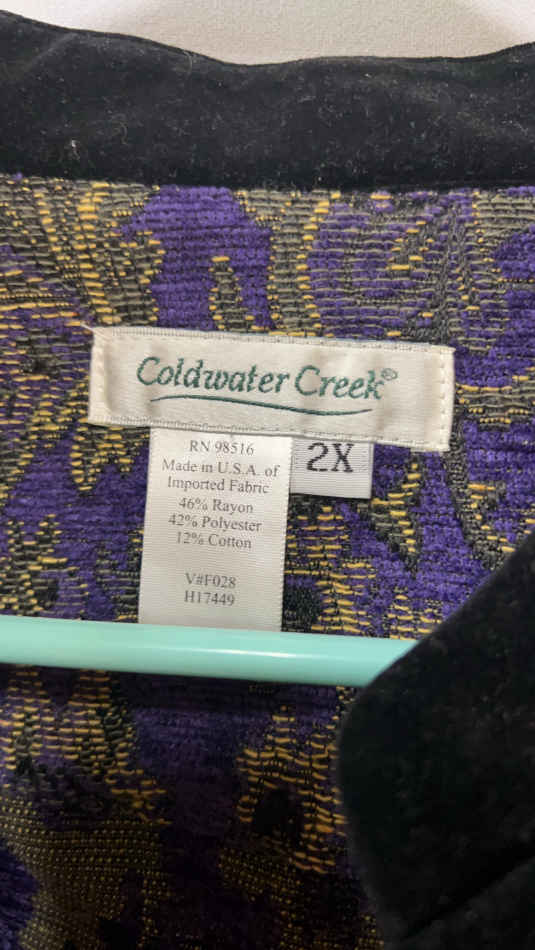 Coldwater Creek®
2X
RN 98516
Made in U.S.A. of
Imported Fabric
46% Rayon
42% Polyester
12% Cotton
V#F028
H17449